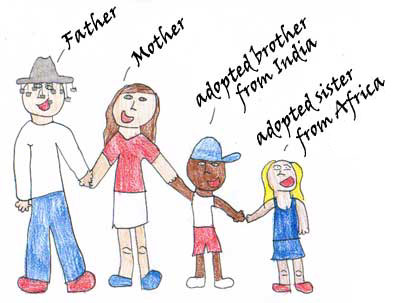 Father
Mother
adopted brother
from India
adopted sister
from Africa